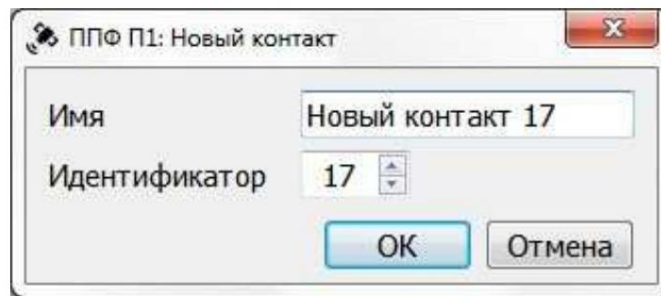 ППФ П1: Новый контакт
Имя Новый контакт 17
Идентификатор 17
ОК Отмена